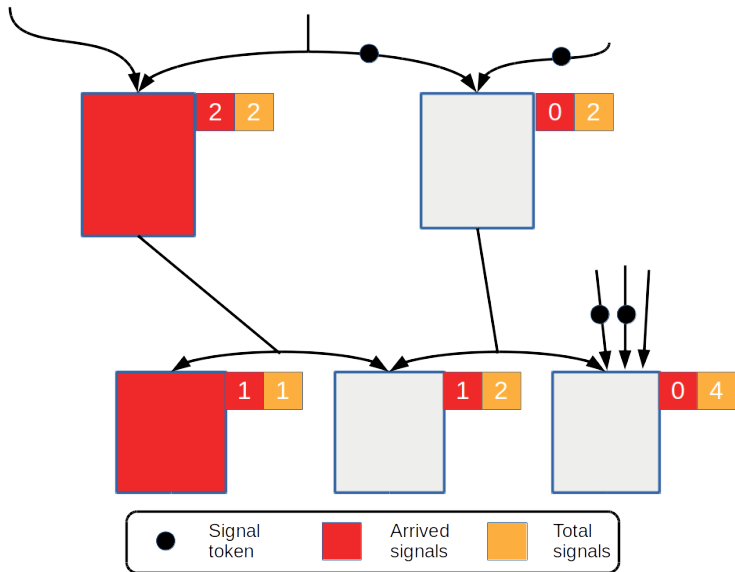 2 2
0 2
1 1
1 2
0 4
Signal
token
Arrived
signals
Total
signals